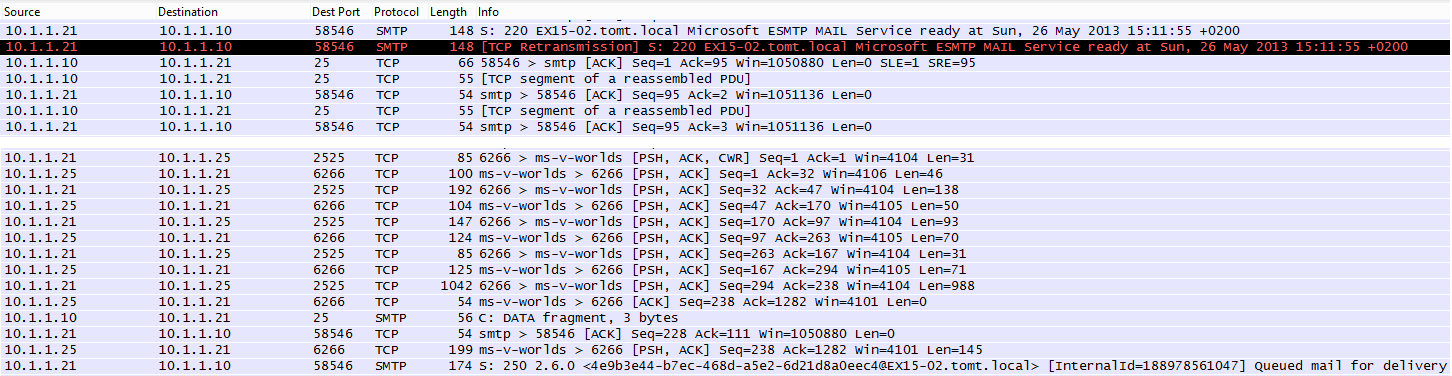 Source Destination Dest Port Protocol Length Info
10.1.1.21 10.1.1.10 58546 SMTP 148 S: 220 EX15-02.tomt.local Microsoft ESMTP MAIL Service ready at Sun, 26 May 2013 15:11:55 +0200
10.1.1.21 10.1.1.10 58546 SMTP 148 [TCP Retransmission] S: 220 EX15-02.tomt.local Microsoft ESMTP MAIL Service ready at Sun, 26 May 2013 15:11:55 +0200
10.1.1.10 10.1.1.21 25 TCP 66 58546 > smtp [ACK] Seq=1 Ack=95 Win=1050880 Len=0 SLE=1 SRE=95
10.1.1.10 10.1.1.21 25 TCP 55 [TCP segment of a reassembled PDU]
10.1.1.21 10.1.1.10 58546 TCP 54 smtp > 58546 [ACK] Seq=95 Ack=2 Win=1051136 Len=0
10.1.1.10 10.1.1.21 25 TCP 55 [TCP segment of a reassembled PDU]
10.1.1.21 10.1.1.10 58546 TCP 54 smtp > 58546 [ACK] Seq=95 Ack=3 Win=1051136 Len=0
10.1.1.21 10.1.1.25 2525 TCP 85 6266 > ms-v-worlds [PSH, ACK, CWR] Seq=1 Ack=1 Win=4104 Len=31
10.1.1.25 10.1.1.21 6266 TCP 100 ms-v-worlds > 6266 [PSH, ACK] Seq=1 Ack=32 Win=4106 Len=46
10.1.1.21 10.1.1.25 2525 TCP 192 6266 > ms-v-worlds [PSH, ACK] Seq=32 Ack=47 Win=4104 Len=138
10.1.1.25 10.1.1.21 6266 TCP 104 ms-v-worlds > 6266 [PSH, ACK] Seq=47 Ack=170 Win=4105 Len=50
10.1.1.21 10.1.1.25 2525 TCP 147 6266 > ms-v-worlds [PSH, ACK] Seq=170 Ack=97 Win=4104 Len=93
10.1.1.25 10.1.1.21 6266 TCP 124 ms-v-worlds > 6266 [PSH, ACK] Seq=97 Ack=263 Win=4105 Len=70
10.1.1.21 10.1.1.25 2525 TCP 85 6266 > ms-v-worlds [PSH, ACK] Seq=263 Ack=167 Win=4104 Len=31
10.1.1.25 10.1.1.21 6266 TCP 125 ms-v-worlds > 6266 [PSH, ACK] Seq=167 Ack=294 Win=4105 Len=71
10.1.1.21 10.1.1.25 2525 TCP 1042 6266 > ms-v-worlds [PSH, ACK] Seq=294 Ack=238 Win=4104 Len=988
10.1.1.25 10.1.1.21 6266 TCP 54 ms-v-worlds > 6266 [ACK] Seq=238 Ack=1282 Win=4101 Len=0
10.1.1.10 10.1.1.21 25 SMTP 56 C: DATA fragment, 3 bytes
10.1.1.21 10.1.1.10 58546 TCP 54 smtp > 58546 [ACK] Seq=228 Ack=111 Win=1050880 Len=0
10.1.1.25 10.1.1.21 6266 TCP 199 ms-v-worlds > 6266 [PSH, ACK] Seq=238 Ack=1282 Win=4101 Len=145
10.1.1.21 10.1.1.10 58546 SMTP 174 S: 250 2.6.0 <4e9b3e44-b7ec-468d-a5e2-6d21d8a0eec4@EX15-02.tomt.local> [InternalId=188978561047] Queued mail for delivery